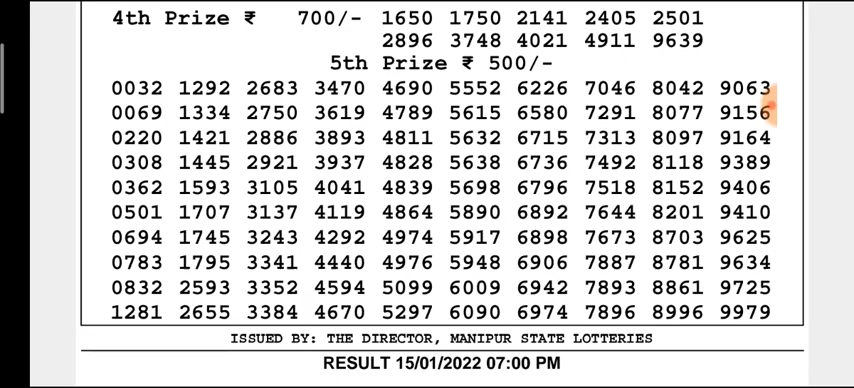 4th Prize ₹ 700/- 1650 1750 2141 2405 2501
2896 3748 4021 4911 9639
5th Prize ₹ 500/-
0032 1292 2683 3470 4690 5552 6226 7046 8042 9063
0069 1334 2750 3619 4789 5615 6580 7291 8077 9156
0220 1421 2886 3893 4811 5632 6715 7313 8097 9164
0308 1445 2921 3937 4828 5638 6736 7492 8118 9389
0362 1593 3105 4041 4839 5698 6796 7518 8152 9406
0501 1707 3137 4119 4864 5890 6892 7644 8201 9410
0694 1745 3243 4292 4974 5917 6898 7673 8703 9625
0783 1795 3341 4440 4976 5948 6906 7887 8781 9634
0832 2593 3352 4594 5099 6009 6942 7893 8861 9725
1281 2655 3384 4670 5297 6090 6974 7896 8996 9979
ISSUED BY: THE DIRECTOR, MANIPUR STATE LOTTERIES
RESULT 15/01/2022 07:00 PM